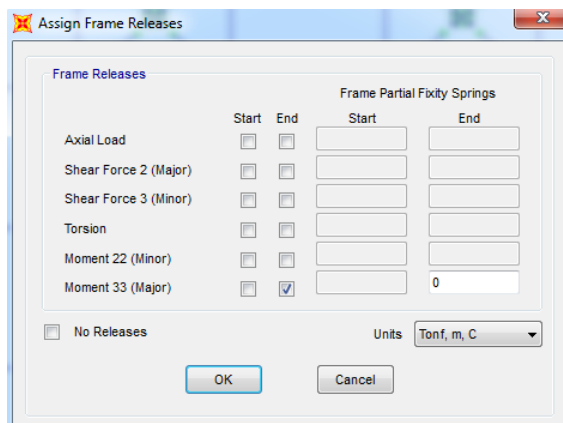 Assign Frame Releases
Frame Releases
Frame Partial Fixity Springs
Start End Start End
Axial Load
Shear Force 2 (Major)
Shear Force 3 (Minor)
Torsion
Moment 22 (Minor)
Moment 33 (Major) 0
No Releases Units Tonf, m, C
OK Cancel